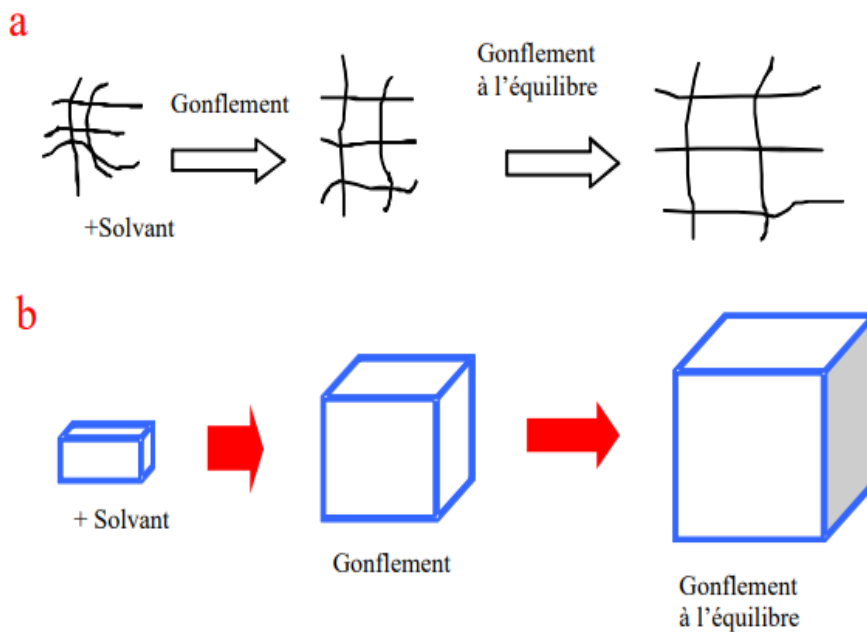 a
Gonflement
Gonflement
à l'équilibre
+Solvant
b
+ Solvant
Gonflement
Gonflement
à l'équilibre